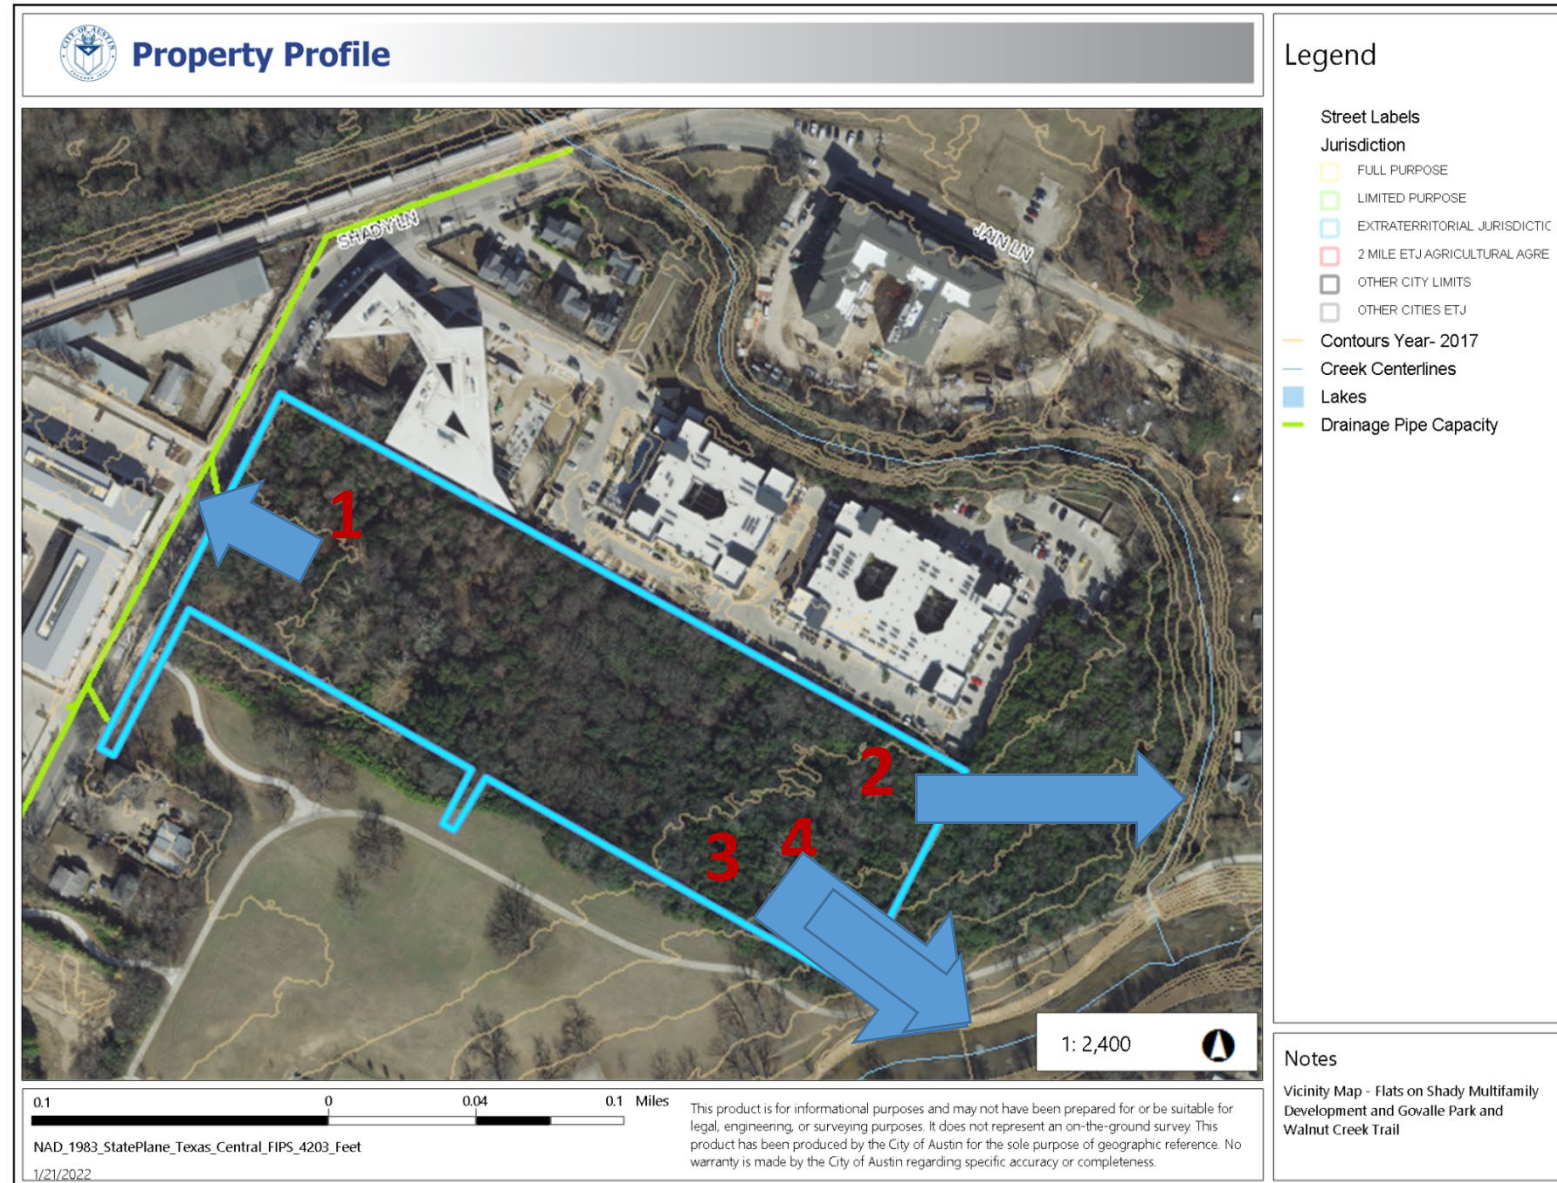 CITY OF AUSTIN
Property Profile
SHADY LN
JAIN LN
1
2
3
4
1: 2,400
Legend
Street Labels
Jurisdiction
FULL PURPOSE
LIMITED PURPOSE
EXTRATERRITORIAL JURISDICTIC
2 MILE ETJ AGRICULTURAL AGRE
OTHER CITY LIMITS
OTHER CITIES ETJ
Contours Year- 2017
Creek Centerlines
Lakes
Drainage Pipe Capacity
Notes
Vicinity Map - Flats on Shady Multifamily
Development and Govalle Park and
Walnut Creek Trail
0.1 0 0.04 0.1 Miles
NAD_1983_StatePlane_Texas_Central_FIPS_4203_Feet
1/21/2022
This product is for informational purposes and may not have been prepared for or be suitable for
legal, engineering, or surveying purposes. It does not represent an on-the-ground survey. This
product has been produced by the City of Austin for the sole purpose of geographic reference. No
warranty is made by the City of Austin regarding specific accuracy or completeness.